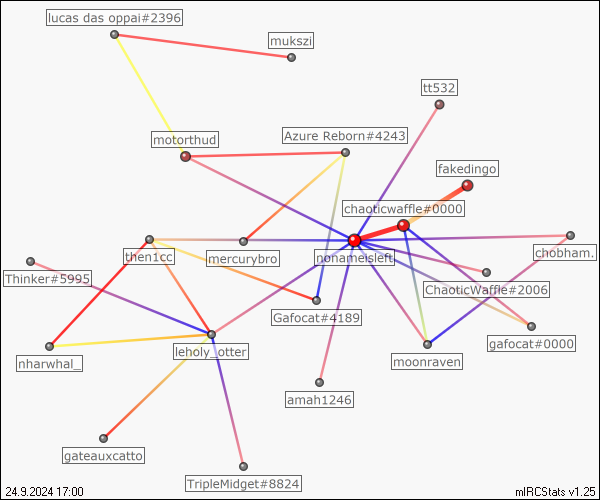 lucas das oppai#2396
mukszi
tt532
Azure Reborn#4243
motorthud
fakedingo
chaoticwaffle#0000
chobham.
then1cc
mercurybro
nonameisleft
Thinker#5995
ChaoticWaffle#2006
Gafocat#4189
gafocat#0000
leholy_otter
nharwhal_
moonraven
amah1246
gateauxcatto
TripleMidget#8824
24.9.2024 17:00
mIRCStats v1.25